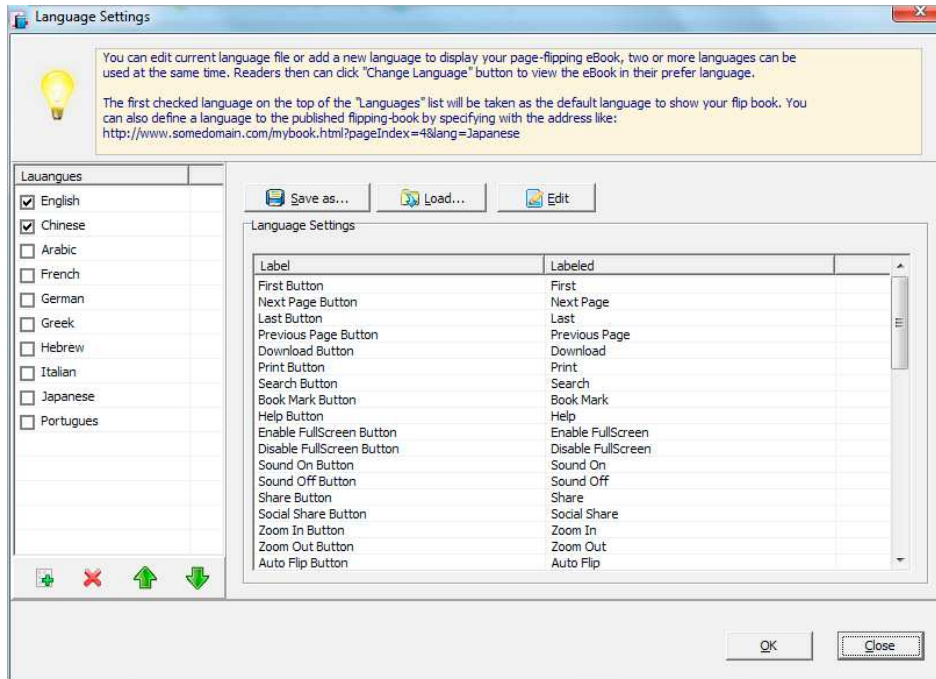 Language Settings
You can edit current language file or add a new language to display your page-flipping eBook, two or more languages can be
used at the same time. Readers then can click "Change Language" button to view the eBook in their prefer language.
The first checked language on the top of the "Languages" list will be taken as the default language to show your flip book. You
can also define a language to the published flipping-book by specifying with the address like:
http://www.somedomain.com/mybook.html?pageIndex=4&lang=Japanese
Lauangues
English
Chinese
Arabic
French
German
Greek
Hebrew
Italian
Japanese
Portugues
Save as... Load... Edit
Language Settings
Label Labeled
First Button First
Next Page Button Next Page
Last Button Last
Previous Page Button Previous Page
Download Button Download
Print Button Print
Search Button Search
Book Mark Button Book Mark
Help Button Help
Enable FullScreen Button Enable FullScreen
Disable FullScreen Button Disable FullScreen
Sound On Button Sound On
Sound Off Button Sound Off
Share Button Share
Social Share Button Social Share
Zoom In Button Zoom In
Zoom Out Button Zoom Out
Auto Flip Button Auto Flip
OK Close